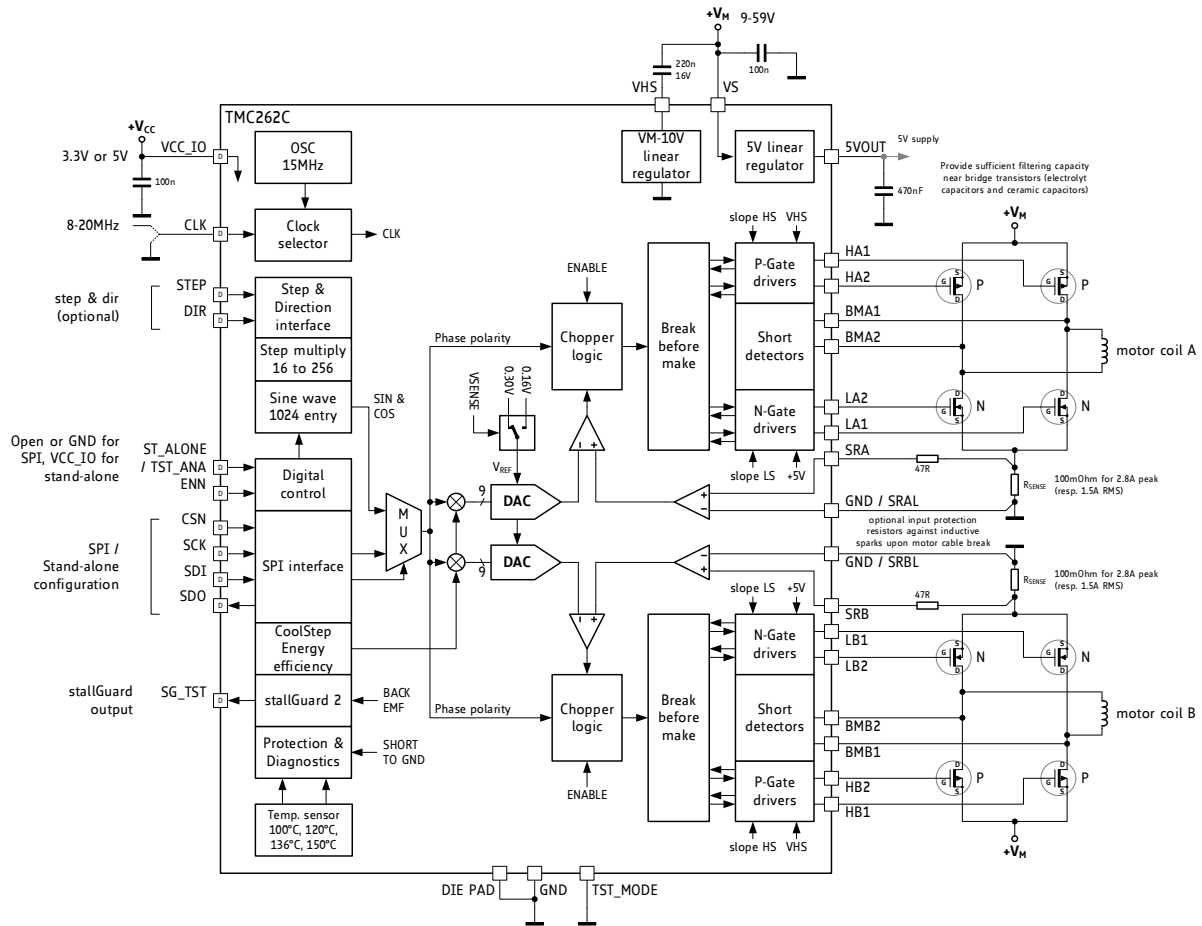 +VM
9-59V
220n
16V
100n
VHS
VS
TMC262C
+VCC
3.3V or 5V
VCC_IO
100n
OSC
15MHz
VM-10V
linear
regulator
5V linear
regulator
5VOUT
5V supply
470nF
Provide sufficient filtering capacity
near bridge transistors (electrolyt
capacitors and ceramic capacitors)
8-20MHz
CLK
Clock
selector
CLK
slope HS
VHS
+VM
step & dir
(optional)
STEP
DIR
Step &
Direction
interface
Step multiply
16 to 256
Sine wave
1024 entry
SIN &
COS
Phase polarity
ENABLE
Chopper
logic
VSENSE
0.30V
0.16V
VREF
Break
before
make
P-Gate
drivers
Short
detectors
N-Gate
drivers
slope LS
+5V
HA1
HA2
BMA1
BMA2
LA2
LA1
SRA
GND / SRAL
S
G
D
P
S
G
D
P
motor coil A
D
G
S
N
D
G
S
N
47R
RSENSE
100mOhm for 2.8A peak
(resp. 1.5A RMS)
Open or GND for
SPI, VCC_IO for
stand-alone
ST_ALONE
/ TST_ANA
ENN
Digital
control
SPI /
Stand-alone
configuration
CSN
SCK
SDI
SDO
SPI interface
M
U
X
9
DAC
9
DAC
- +
- +
+
-
-
+
optional input protection
resistors against inductive
sparks upon motor cable break
GND / SRBL
RSENSE
100mOhm for 2.8A peak
(resp. 1.5A RMS)
47R
SRB
CoolStep
Energy
efficiency
stallGuard
output
SG_TST
stallGuard 2
BACK
EMF
Protection &
Diagnostics
SHORT
TO GND
Temp. sensor
100°C, 120°C,
136°C, 150°C
Phase polarity
Chopper
logic
ENABLE
Break
before
make
slope LS
+5V
N-Gate
drivers
Short
detectors
P-Gate
drivers
slope HS
VHS
LB1
LB2
BMB2
BMB1
HB2
HB1
D
G
S
N
D
G
S
N
motor coil B
D
G
S
P
D
G
S
P
+VM
DIE PAD
GND
TST_MODE
D
D
D
D
D
D
D
D
D
D
D